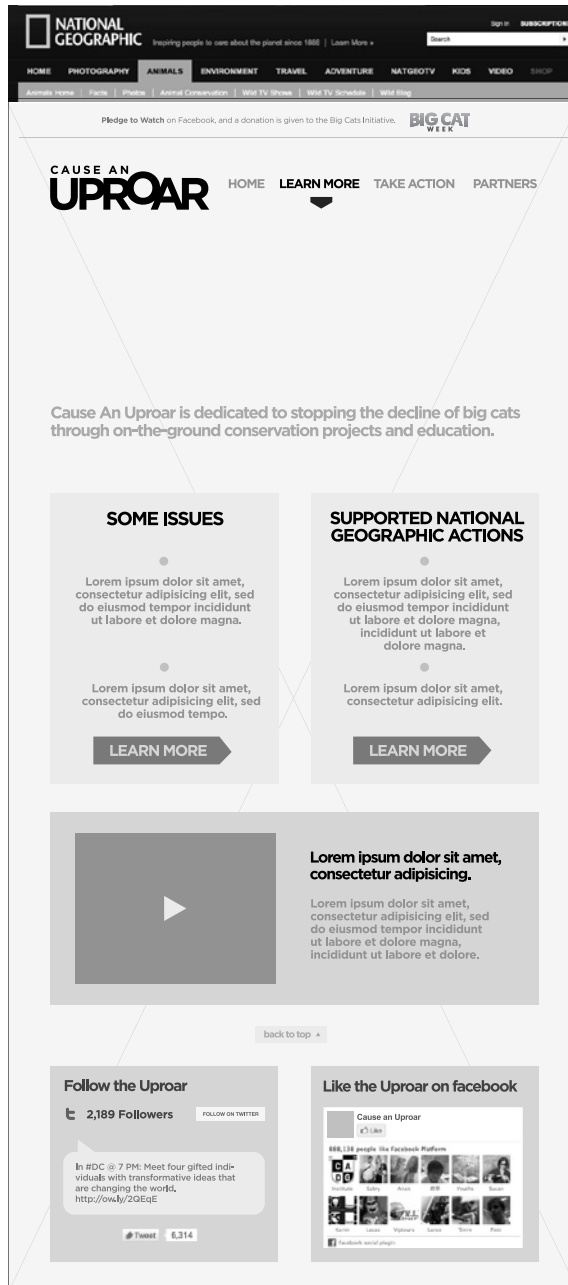 NATIONAL
GEOGRAPHIC
Inspiring people to care about the planet since 1888 | Learn More »
Sign In SUBSCRIPTIONS
Search
HOME PHOTOGRAPHY ANIMALS ENVIRONMENT TRAVEL ADVENTURE NATGEOTV KIDS VIDEO SHOP
Animals Home | Facts | Photos | Animal Conservation | Wild TV Shows | Wild TV Schedule | Wild Blog
Pledge to Watch on Facebook, and a donation is given to the Big Cats Initiative.
BIG CAT
WEEK
CAUSE AN
UPROAR
HOME LEARN MORE TAKE ACTION PARTNERS
Cause An Uproar is dedicated to stopping the decline of big cats
through on-the-ground conservation projects and education.
SOME ISSUES
Lorem ipsum dolor sit amet,
consectetur adipisicing elit, sed
do eiusmod tempor incididunt
ut labore et dolore magna.
Lorem ipsum dolor sit amet,
consectetur adipisicing elit, sed
do eiusmod tempo.
LEARN MORE
SUPPORTED NATIONAL
GEOGRAPHIC ACTIONS
Lorem ipsum dolor sit amet,
consectetur adipisicing elit, sed
do eiusmod tempor incididunt
ut labore et dolore magna,
incididunt ut labore et
dolore magna.
Lorem ipsum dolor sit amet,
consectetur adipisicing elit.
LEARN MORE
Lorem ipsum dolor sit amet,
consectetur adipisicing.
Lorem ipsum dolor sit amet,
consectetur adipisicing elit, sed
do eiusmod tempor incididunt
ut labore et dolore magna,
incididunt ut labore et dolore.
back to top
Follow the Uproar
2,189 Followers
FOLLOW ON TWITTER
In #DC @ 7 PM: Meet four gifted indi-
viduals with transformative ideas that
are changing the world.
http://ow.ly/2QEqE
Tweet 6,314
Like the Uproar on facebook
Cause an Uproar
Like
people like Facebook Platform
Anas Susan
Lucas Steve Pete
facebook social plugin